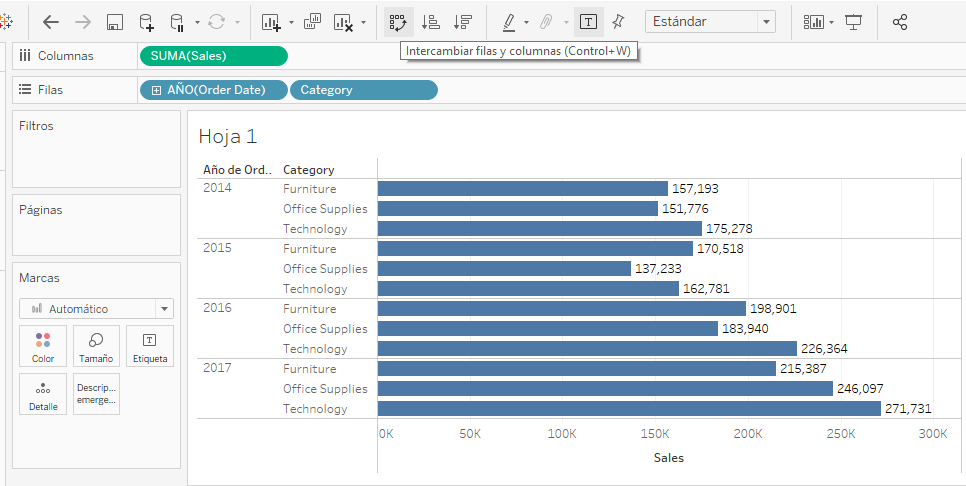 Estándar
Intercambiar filas y columnas (Control+W)
Columnas
SUMA(Sales)
Filas
AÑO(Order Date)
Category
Filtros
Páginas
Marcas
Automático
Color
Tamaño
Etiqueta
Detalle
Descrip...
emerge...
Hoja 1
Año de Ord.. Category
2014 Furniture 157,193
Office Supplies 151,776
Technology 175,278
2015 Furniture 170,518
Office Supplies 137,233
Technology 162,781
2016 Furniture 198,901
Office Supplies 183,940
Technology 226,364
2017 Furniture 215,387
Office Supplies 246,097
Technology 271,731
0K 50K 100K 150K 200K 250K 300K
Sales